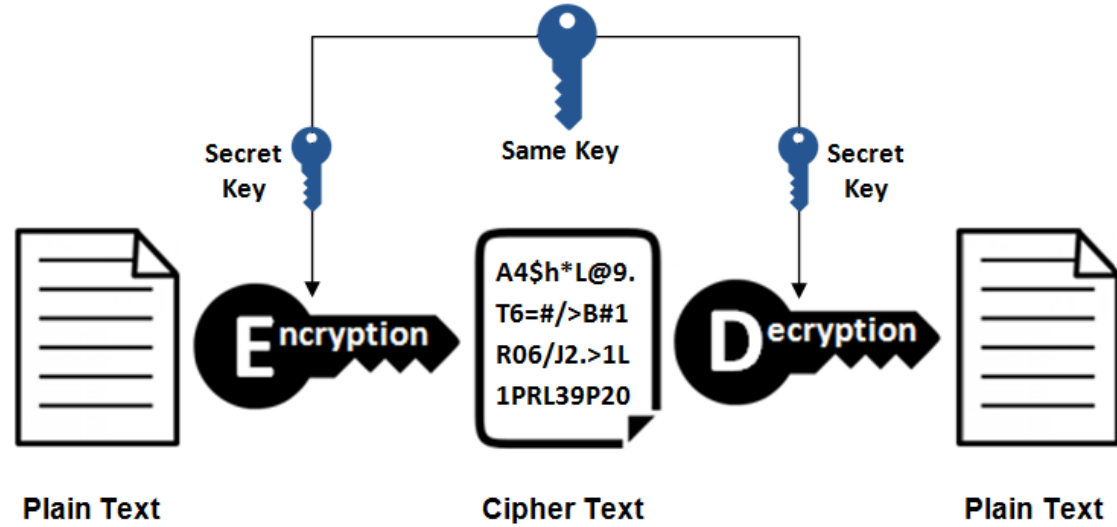 Same Key
Secret
Key
Secret
Key
Encryption
A4$h*L@9.
T6=#/>B#1
R06/J2.>1L
1PRL39P20
Decryption
Plain Text
Cipher Text
Plain Text